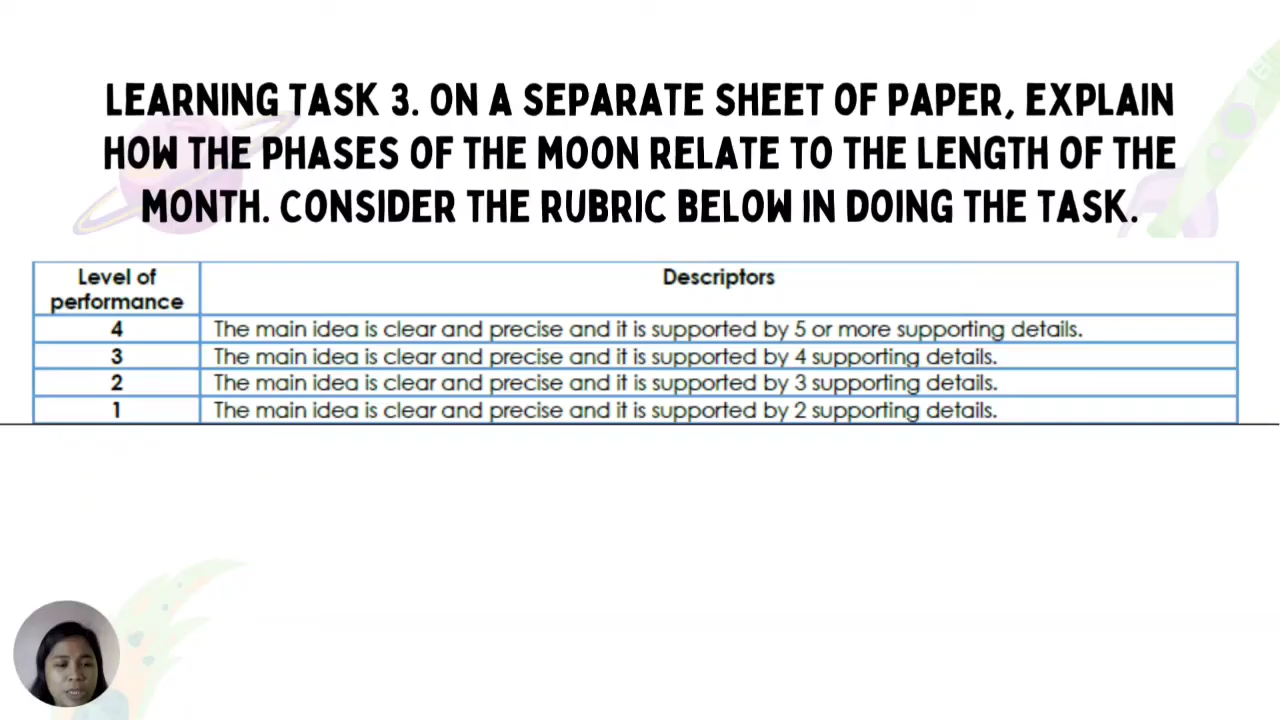 LEARNING TASK 3. ON A SEPARATE SHEET OF PAPER, EXPLAIN
HOW THE PHASES OF THE MOON RELATE TO THE LENGTH OF THE
MONTH. CONSIDER THE RUBRIC BELOW IN DOING THE TASK.
Level of performance Descriptors
4 The main idea is clear and precise and it is supported by 5 or more supporting details.
3 The main idea is clear and precise and it is supported by 4 supporting details.
2 The main idea is clear and precise and it is supported by 3 supporting details.
1 The main idea is clear and precise and it is supported by 2 supporting details.